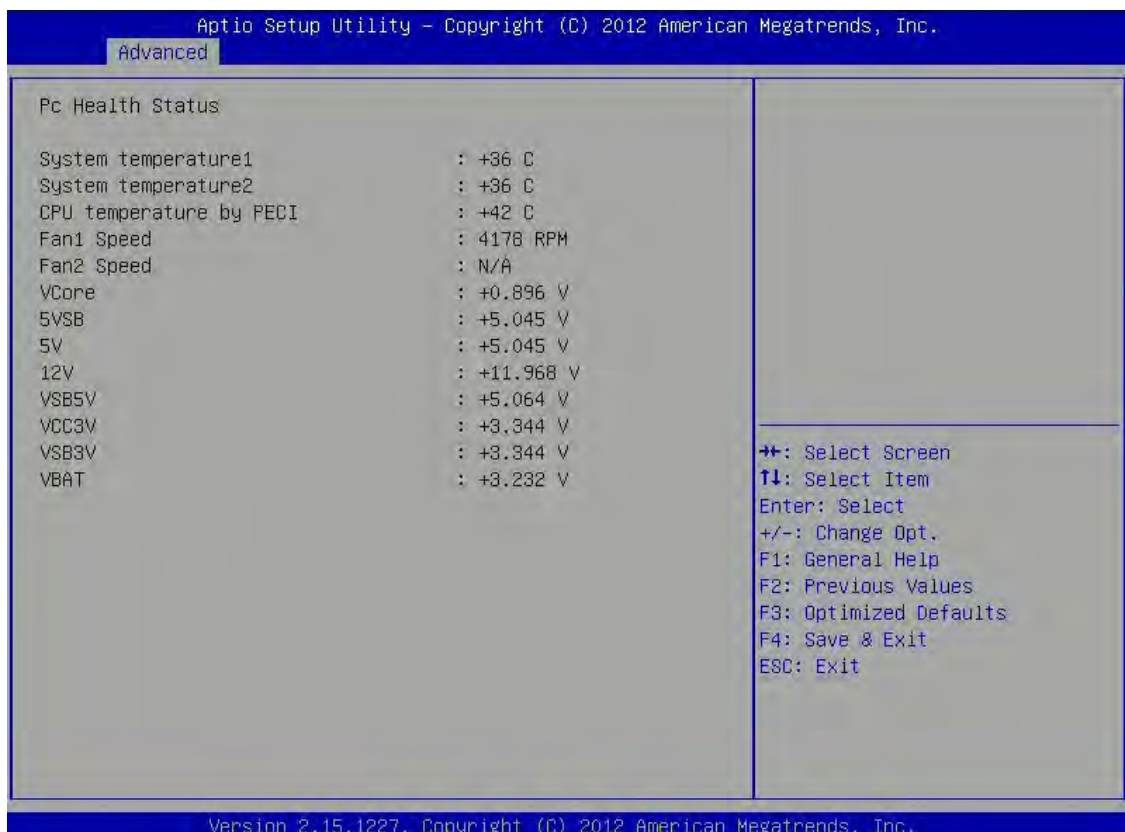 Aptio Setup Utility – Copyright (C) 2012 American Megatrends, Inc.
Advanced
Pc Health Status
System temperature1 : +36 C
System temperature2 : +36 C
CPU temperature by PECI : +42 C
Fan1 Speed : 4178 RPM
Fan2 Speed : N/A
VCore : +0.896 V
5VSB : +5.045 V
5V : +5.045 V
12V : +11.968 V
VSB5V : +5.064 V
VCC3V : +3.344 V
VSB3V : +3.344 V
VBAT : +3.232 V
→←: Select Screen
↑↓: Select Item
Enter: Select
+/-: Change Opt.
F1: General Help
F2: Previous Values
F3: Optimized Defaults
F4: Save & Exit
ESC: Exit
Version 2.15.1227. Copyright (C) 2012 American Megatrends, Inc.